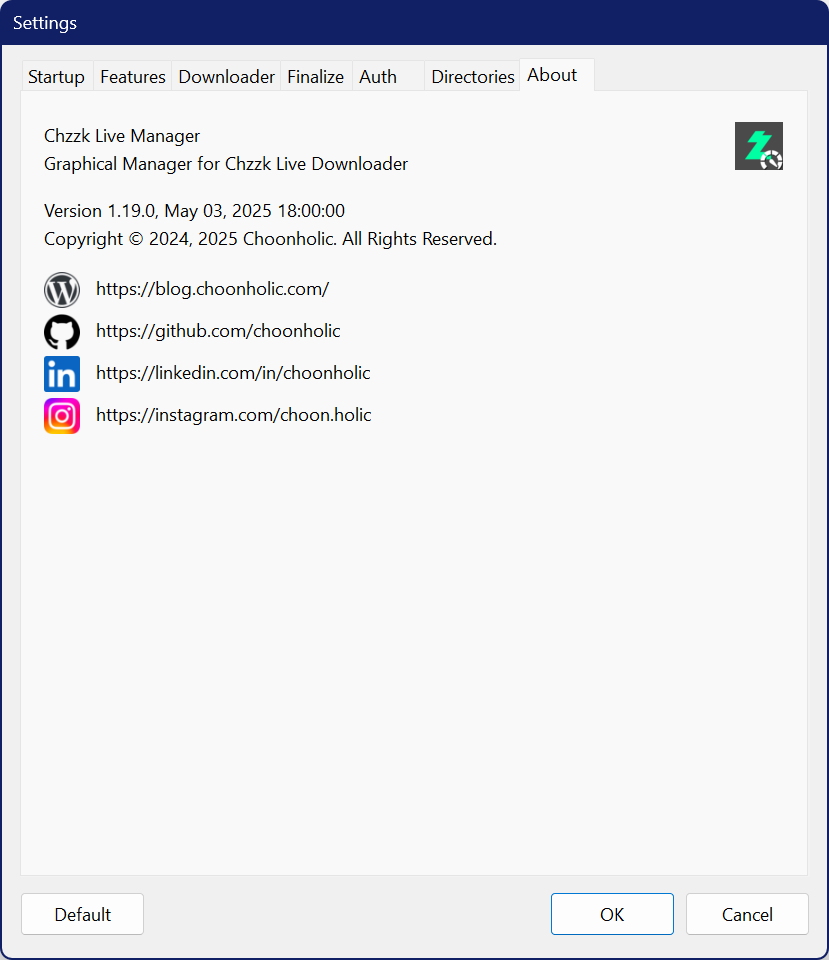 Settings
Startup Features Downloader Finalize Auth Directories About
Chzzk Live Manager
Graphical Manager for Chzzk Live Downloader
Version 1.19.0, May 03, 2025 18:00:00
Copyright © 2024, 2025 Choonholic. All Rights Reserved.
https://blog.choonholic.com/
https://github.com/choonholic
https://linkedin.com/in/choonholic
https://instagram.com/choon.holic
Default OK Cancel